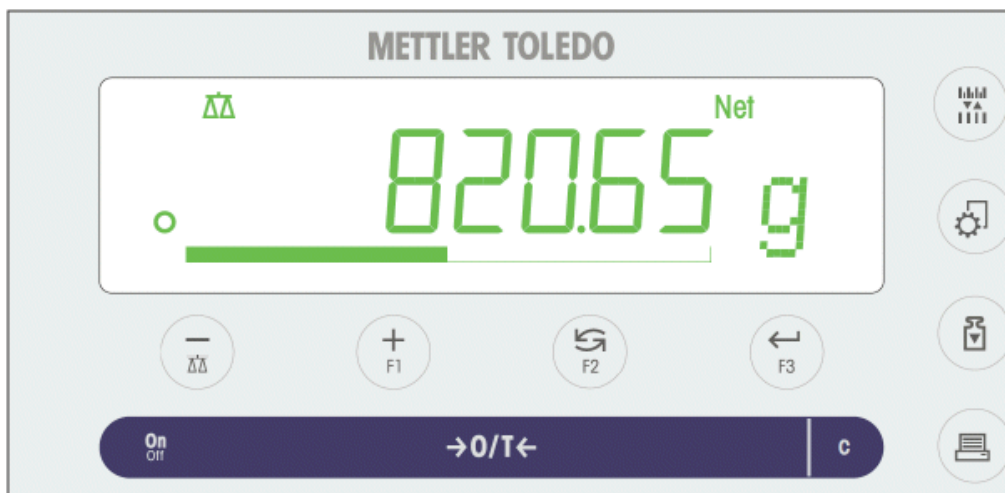 METTLER TOLEDO
Net
820.65 g
F1
F2
F3
On
Off
→0/T←
C